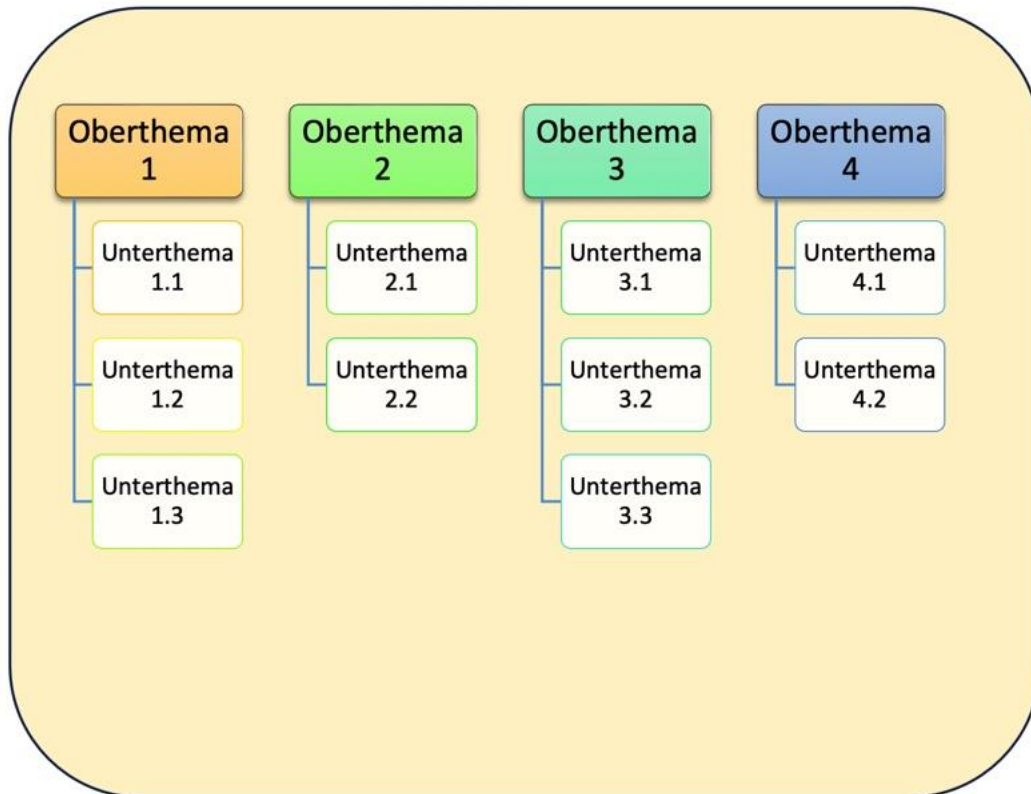 Oberthema
1
Unterthema
1.1
Unterthema
1.2
Unterthema
1.3
Oberthema
2
Unterthema
2.1
Unterthema
2.2
Oberthema
3
Unterthema
3.1
Unterthema
3.2
Unterthema
3.3
Oberthema
4
Unterthema
4.1
Unterthema
4.2